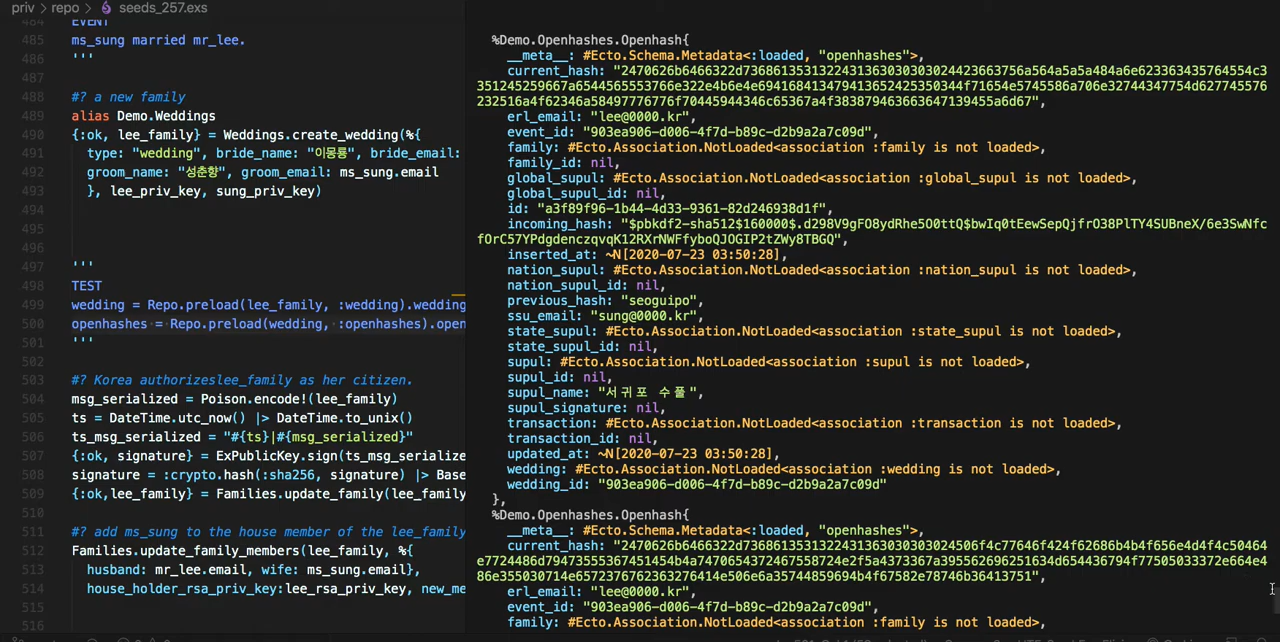 priv > repo > seeds_257.exs
484 EVENT
485 ms_sung married mr_lee.
486 '''
487
488 #? a new family
489 alias Demo.Weddings
490 {:ok, lee_family} = Weddings.create_wedding(%{
491 type: "wedding", bride_name: "이몽룡", bride_email:
492 groom_name: "성춘향", groom_email: ms_sung.email
493 }, lee_priv_key, sung_priv_key)
494
495
496
497 '''
498 TEST
499 wedding = Repo.preload(lee_family, :wedding).wedding
500 openhashes = Repo.preload(wedding, :openhashes).open
501 '''
502
503 #? Korea authorizeslee_family as her citizen.
504 msg_serialized = Poison.encode!(lee_family)
505 ts = DateTime.utc_now() |> DateTime.to_unix()
506 ts_msg_serialized = "#{ts}|#{msg_serialized}"
507 {:ok, signature} = ExPublicKey.sign(ts_msg_serialize
508 signature = :crypto.hash(:sha256, signature) |> Base
509 {:ok,lee_family} = Families.update_family(lee_family
510
511 #? add ms_sung to the house member of the lee_family
512 Families.update_family_members(lee_family, %{
513 husband: mr_lee.email, wife: ms_sung.email},
514 house_holder_rsa_priv_key:lee_rsa_priv_key, new_me
515
516
%Demo.Openhashes.Openhash{
__meta__: #Ecto.Schema.Metadata<:loaded, "openhashes">,
erl_email: "lee@0000.kr",
event_id: "903ea906-d006-4f7d-b89c-d2b9a2a7c09d",
family: #Ecto.Association.NotLoaded<association :family is not loaded>,
family_id: nil,
global_supul: #Ecto.Association.NotLoaded<association :global_supul is not loaded>,
global_supul_id: nil,
id: "a3f89f96-1b44-4d33-9361-82d246938d1f",
incoming_hash: "$pbkdf2-sha512$160000$.d298V9gFO8ydRhe5O0ttQ$bwIq0tEewSepQjfrO38PlTY4SUBneX/6e3SwNfc
fOrC57YPdgdenczqvqK12RXrNWFfyboQJOGIP2tZWy8TBGQ",
inserted_at: ~N[2020-07-23 03:50:28],
nation_supul: #Ecto.Association.NotLoaded<association :nation_supul is not loaded>,
nation_supul_id: nil,
previous_hash: "seoguipo",
ssu_email: "sung@0000.kr",
state_supul: #Ecto.Association.NotLoaded<association :state_supul is not loaded>,
state_supul_id: nil,
supul: #Ecto.Association.NotLoaded<association :supul is not loaded>,
supul_id: nil,
supul_name: "서귀포 수풀",
supul_signature: nil,
transaction: #Ecto.Association.NotLoaded<association :transaction is not loaded>,
transaction_id: nil,
updated_at: ~N[2020-07-23 03:50:28],
wedding: #Ecto.Association.NotLoaded<association :wedding is not loaded>,
wedding_id: "903ea906-d006-4f7d-b89c-d2b9a2a7c09d"
},
%Demo.Openhashes.Openhash{
__meta__: #Ecto.Schema.Metadata<:loaded, "openhashes">,
erl_email: "lee@0000.kr",
event_id: "903ea906-d006-4f7d-b89c-d2b9a2a7c09d",
family: #Ecto.Association.NotLoaded<association :family is not loaded>,